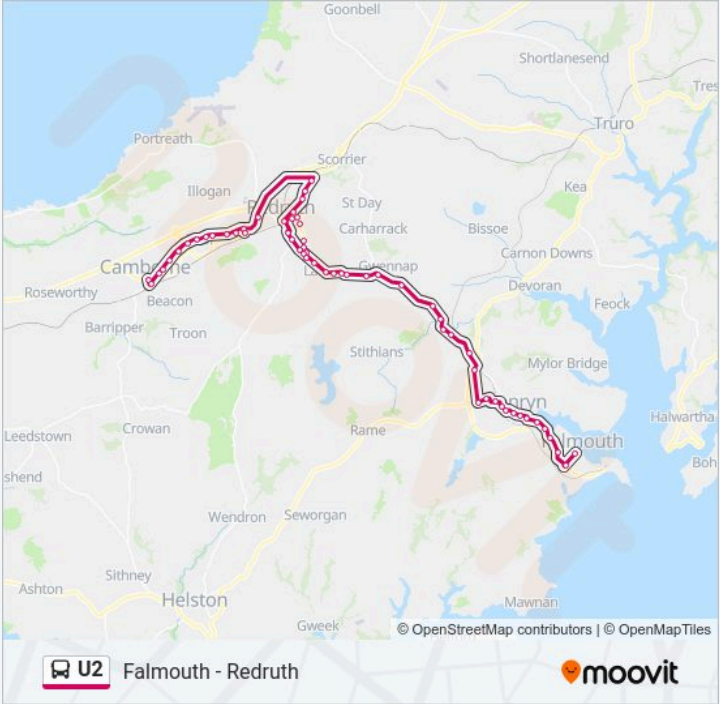 Goonbell
Shortlanesend
Tres
Truro
Portreath
Scorrier
Illogan
Kea
St Day
Carharrack
Bissoe
Carnon Downs
Gwennap
Roseworthy
Beacon
Devoran
Feock
Barripper
Troon
Stithians
Mylor Bridge
Halwartha
Crowan
Rame
Leedstown
Boh
shend
Wendron
Seworgan
Sithney
Ashton
Helston
Mawnan
Gweek
© OpenStreetMap contributors | © OpenMapTiles
U2 Falmouth - Redruth
moovit